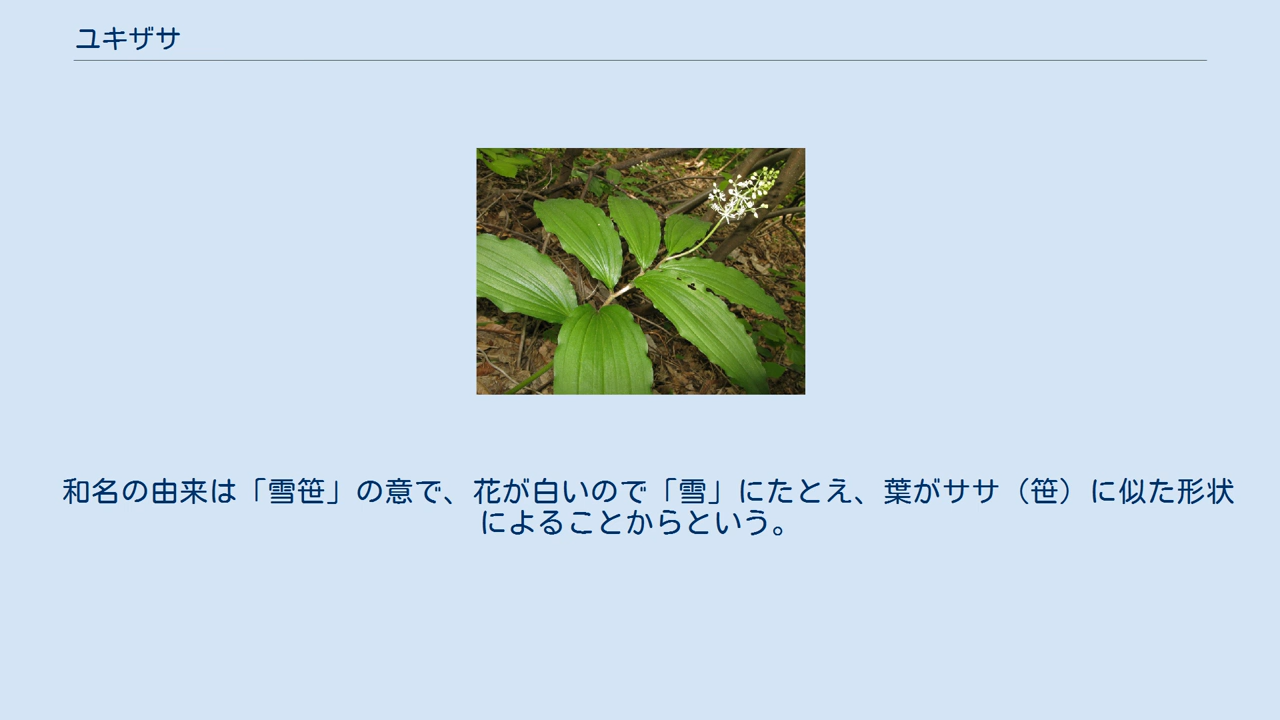 ユキザサ
和名の由来は「雪笹」の意で、花が白いので「雪」にたとえ、葉がササ（笹）に似た形状
によることからという。